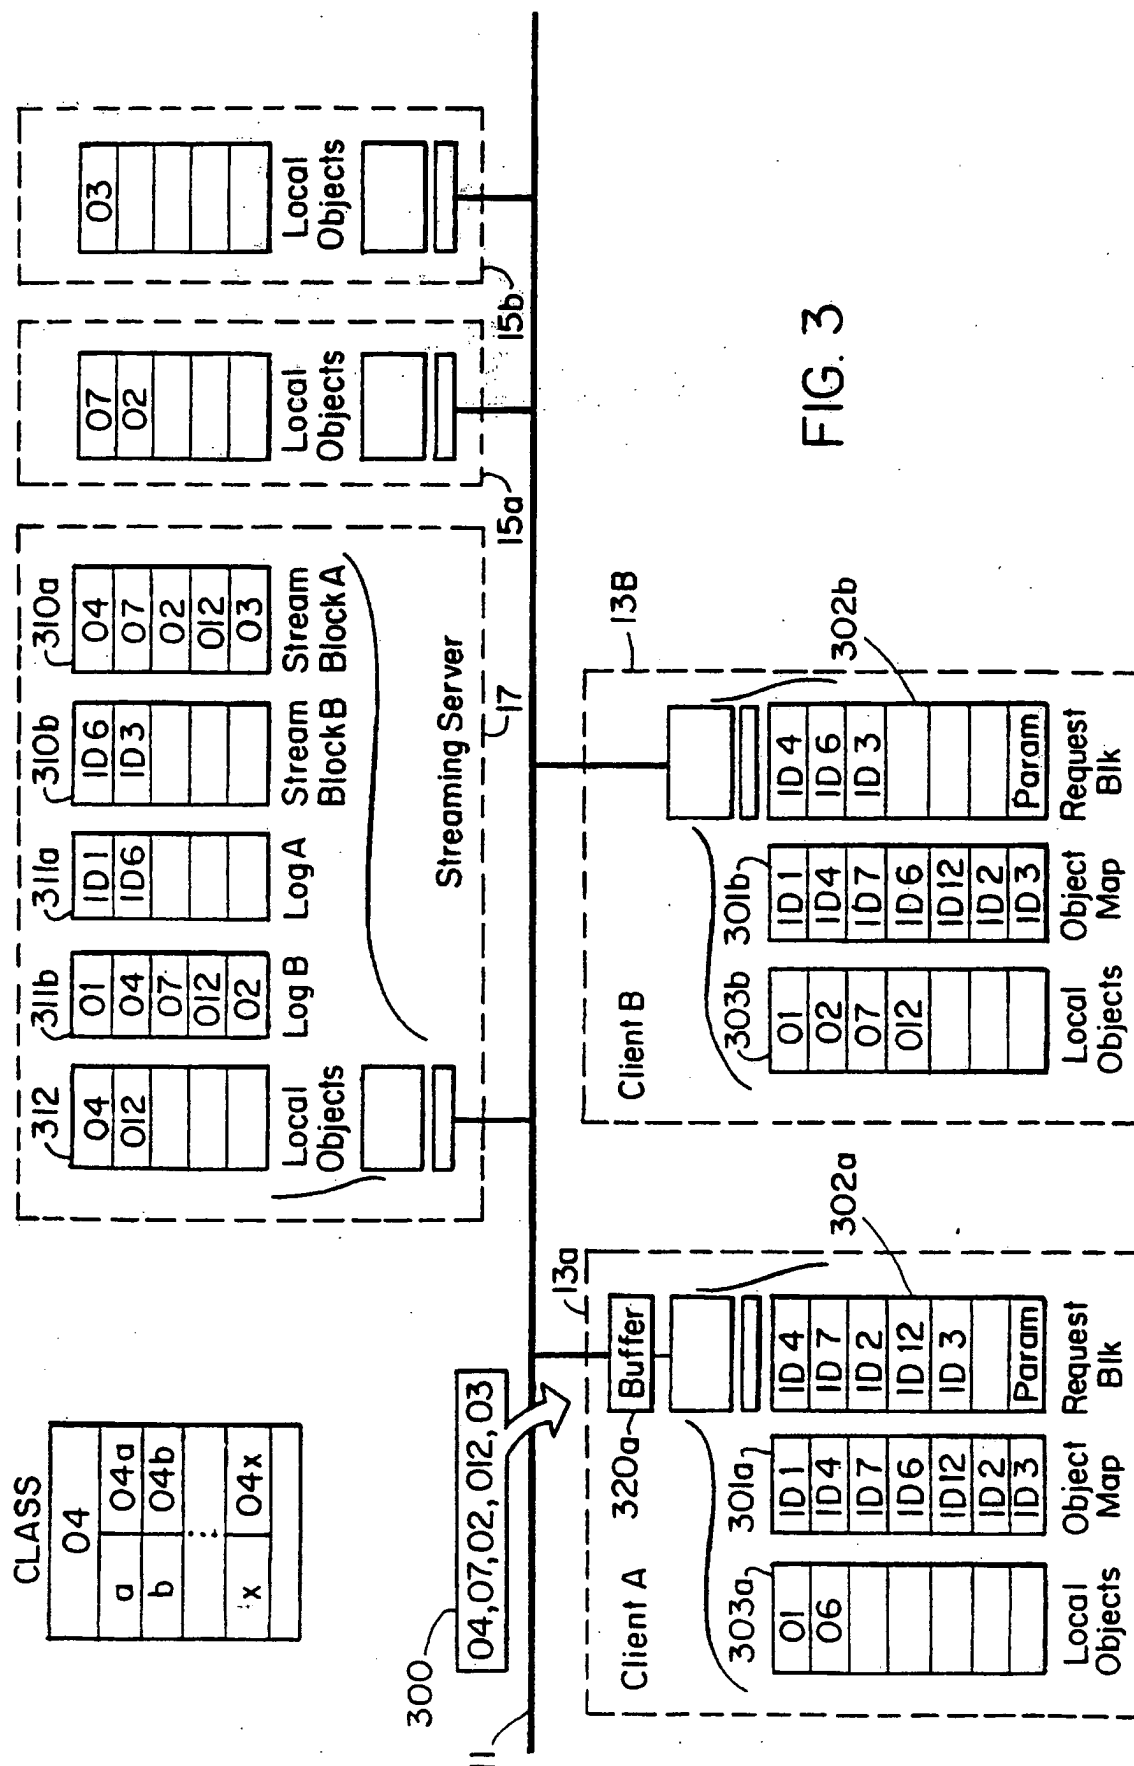 CLASS
04
a 04a
b 04b
x 04x
300
04,07,02,012,03
11
312
04
012
Local
Objects
311b
01
04
07
012
02
Log B
311a
ID1
ID6
Log A
310b
ID6
ID3
Stream
Block B
310a
04
07
02
012
03
Stream
Block A
Streaming Server
17
07
02
Local
Objects
15a
03
Local
Objects
15b
13a
Client A
320a
Buffer
303a
01
06
Local
Objects
301a
ID1
ID4
ID7
ID6
ID12
ID2
ID3
Object
Map
302a
ID4
ID7
ID2
ID12
ID3
Param
Request
Blk
13B
Client B
303b
01
02
07
012
Local
Objects
301b
ID1
ID4
ID7
ID6
ID12
ID2
ID3
Object
Map
302b
ID4
ID6
ID3
Param
Request
Blk
FIG. 3